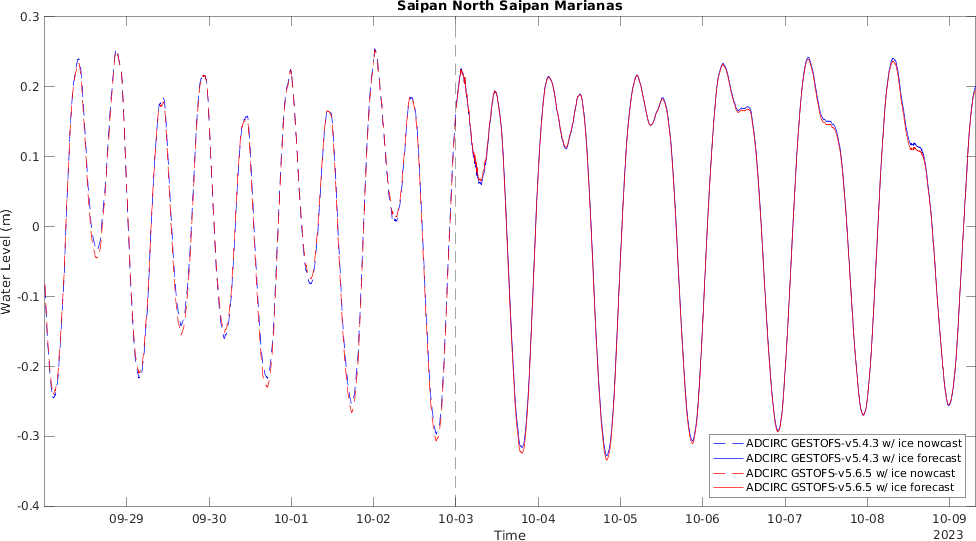 Saipan North Saipan Marianas
0.3
0.2
0.1
0
-0.1
-0.2
-0.3
-0.4
Water Level (m)
ADCIRC GESTOFS-v5.4.3 w/ ice nowcast
ADCIRC GESTOFS-v5.4.3 w/ ice forecast
ADCIRC GSTOFS-v5.6.5 w/ ice nowcast
ADCIRC GSTOFS-v5.6.5 w/ ice forecast
09-29 09-30 10-01 10-02 10-03 10-04 10-05 10-06 10-07 10-08 10-09
2023
Time